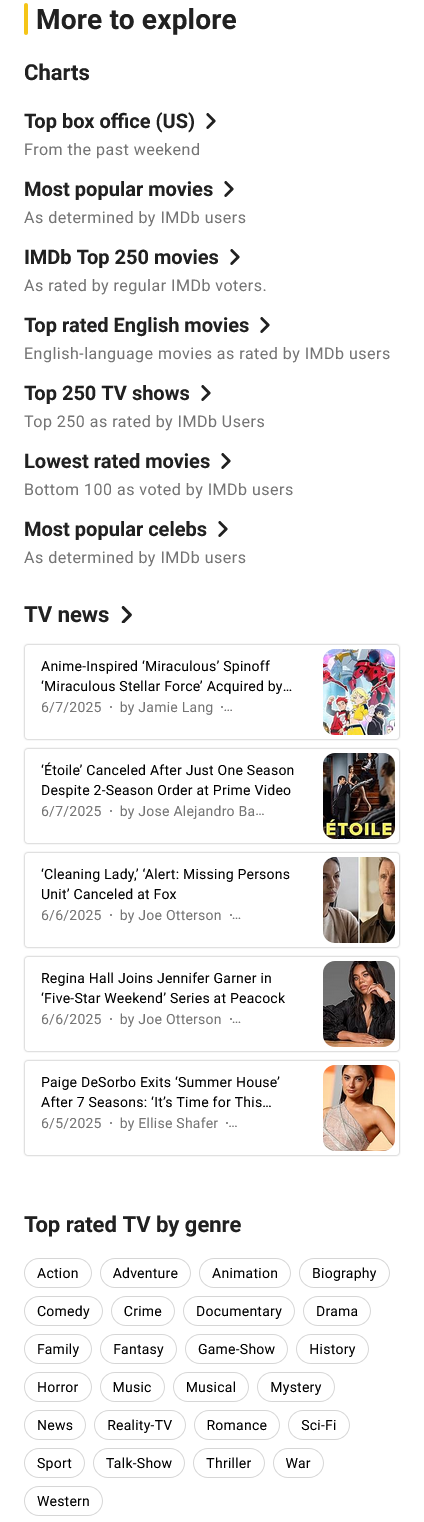 More to explore
Charts
Top box office (US)
From the past weekend
Most popular movies
As determined by IMDb users
IMDb Top 250 movies
As rated by regular IMDb voters.
Top rated English movies
English-language movies as rated by IMDb users
Top 250 TV shows
Top 250 as rated by IMDb Users
Lowest rated movies
Bottom 100 as voted by IMDb users
Most popular celebs
As determined by IMDb users
TV news
Anime-Inspired ‘Miraculous’ Spinoff
‘Miraculous Stellar Force’ Acquired by…
6/7/2025 · by Jamie Lang ·…
‘Étoile’ Canceled After Just One Season
Despite 2-Season Order at Prime Video
6/7/2025 · by Jose Alejandro Ba…
ÉTOILE
‘Cleaning Lady,’ ‘Alert: Missing Persons
Unit’ Canceled at Fox
6/6/2025 · by Joe Otterson ·…
Regina Hall Joins Jennifer Garner in
‘Five-Star Weekend’ Series at Peacock
6/6/2025 · by Joe Otterson ·…
Paige DeSorbo Exits ‘Summer House’
After 7 Seasons: ‘It’s Time for This…
6/5/2025 · by Ellise Shafer ·…
Top rated TV by genre
Action Adventure Animation Biography
Comedy Crime Documentary Drama
Family Fantasy Game-Show History
Horror Music Musical Mystery
News Reality-TV Romance Sci-Fi
Sport Talk-Show Thriller War
Western